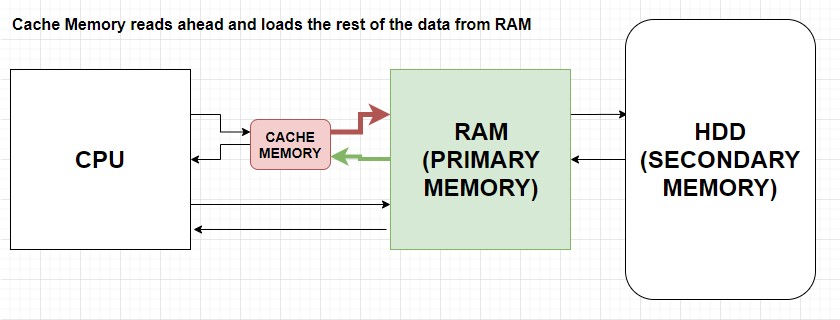 Cache Memory reads ahead and loads the rest of the data from RAM
CPU
CACHE
MEMORY
RAM
(PRIMARY
MEMORY)
HDD
(SECONDARY
MEMORY)